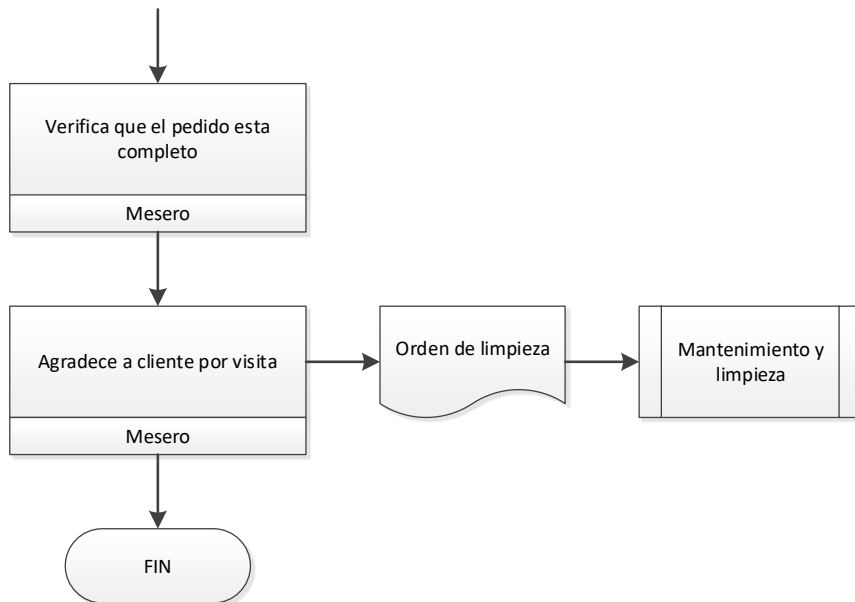 Verifica que el pedido esta
completo
Mesero
Agradece a cliente por visita
Mesero
Orden de limpieza
Mantenimiento y
limpieza
FIN